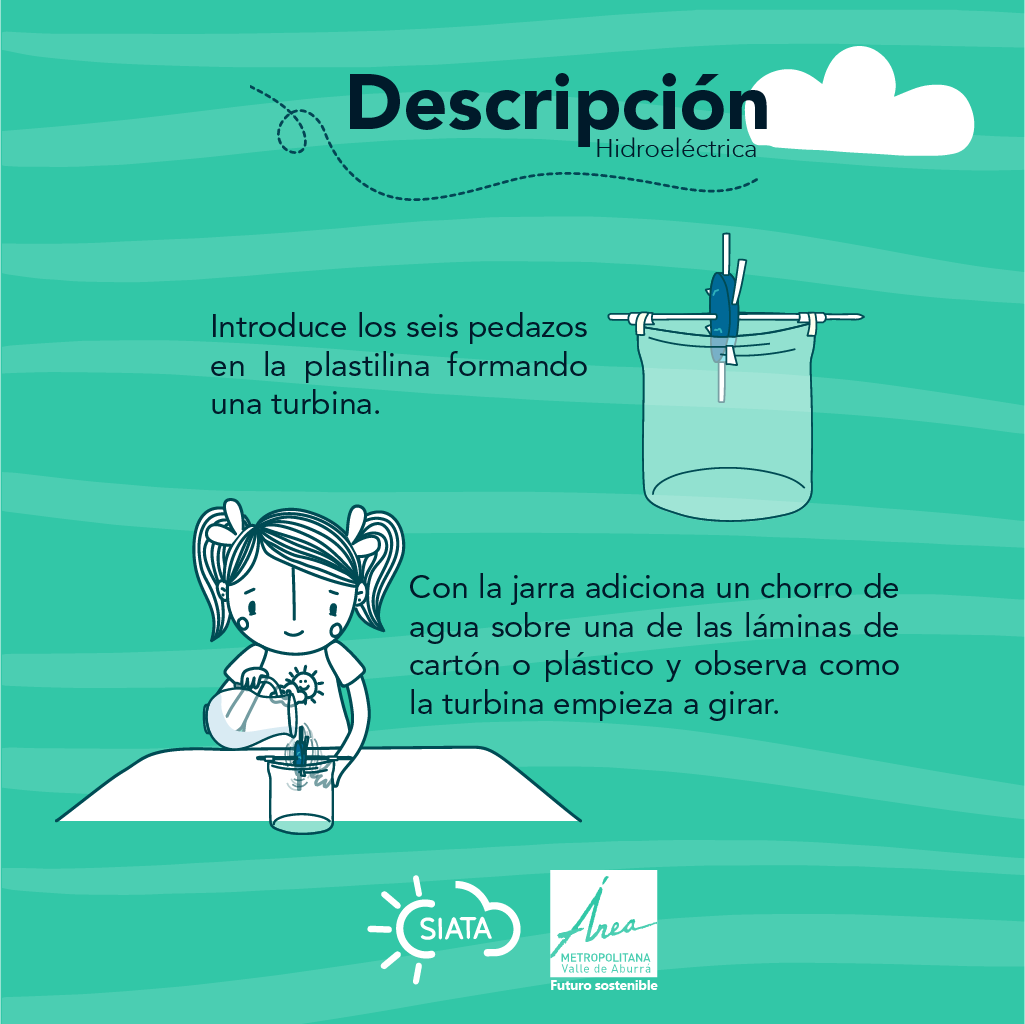 Descripción
Hidroeléctrica
Introduce los seis pedazos
en la plastilina formando
una turbina.
Con la jarra adiciona un chorro de
agua sobre una de las láminas de
cartón o plástico y observa como
la turbina empieza a girar.
SIATA
Área
METROPOLITANA
Valle de Aburrá
Futuro sostenible